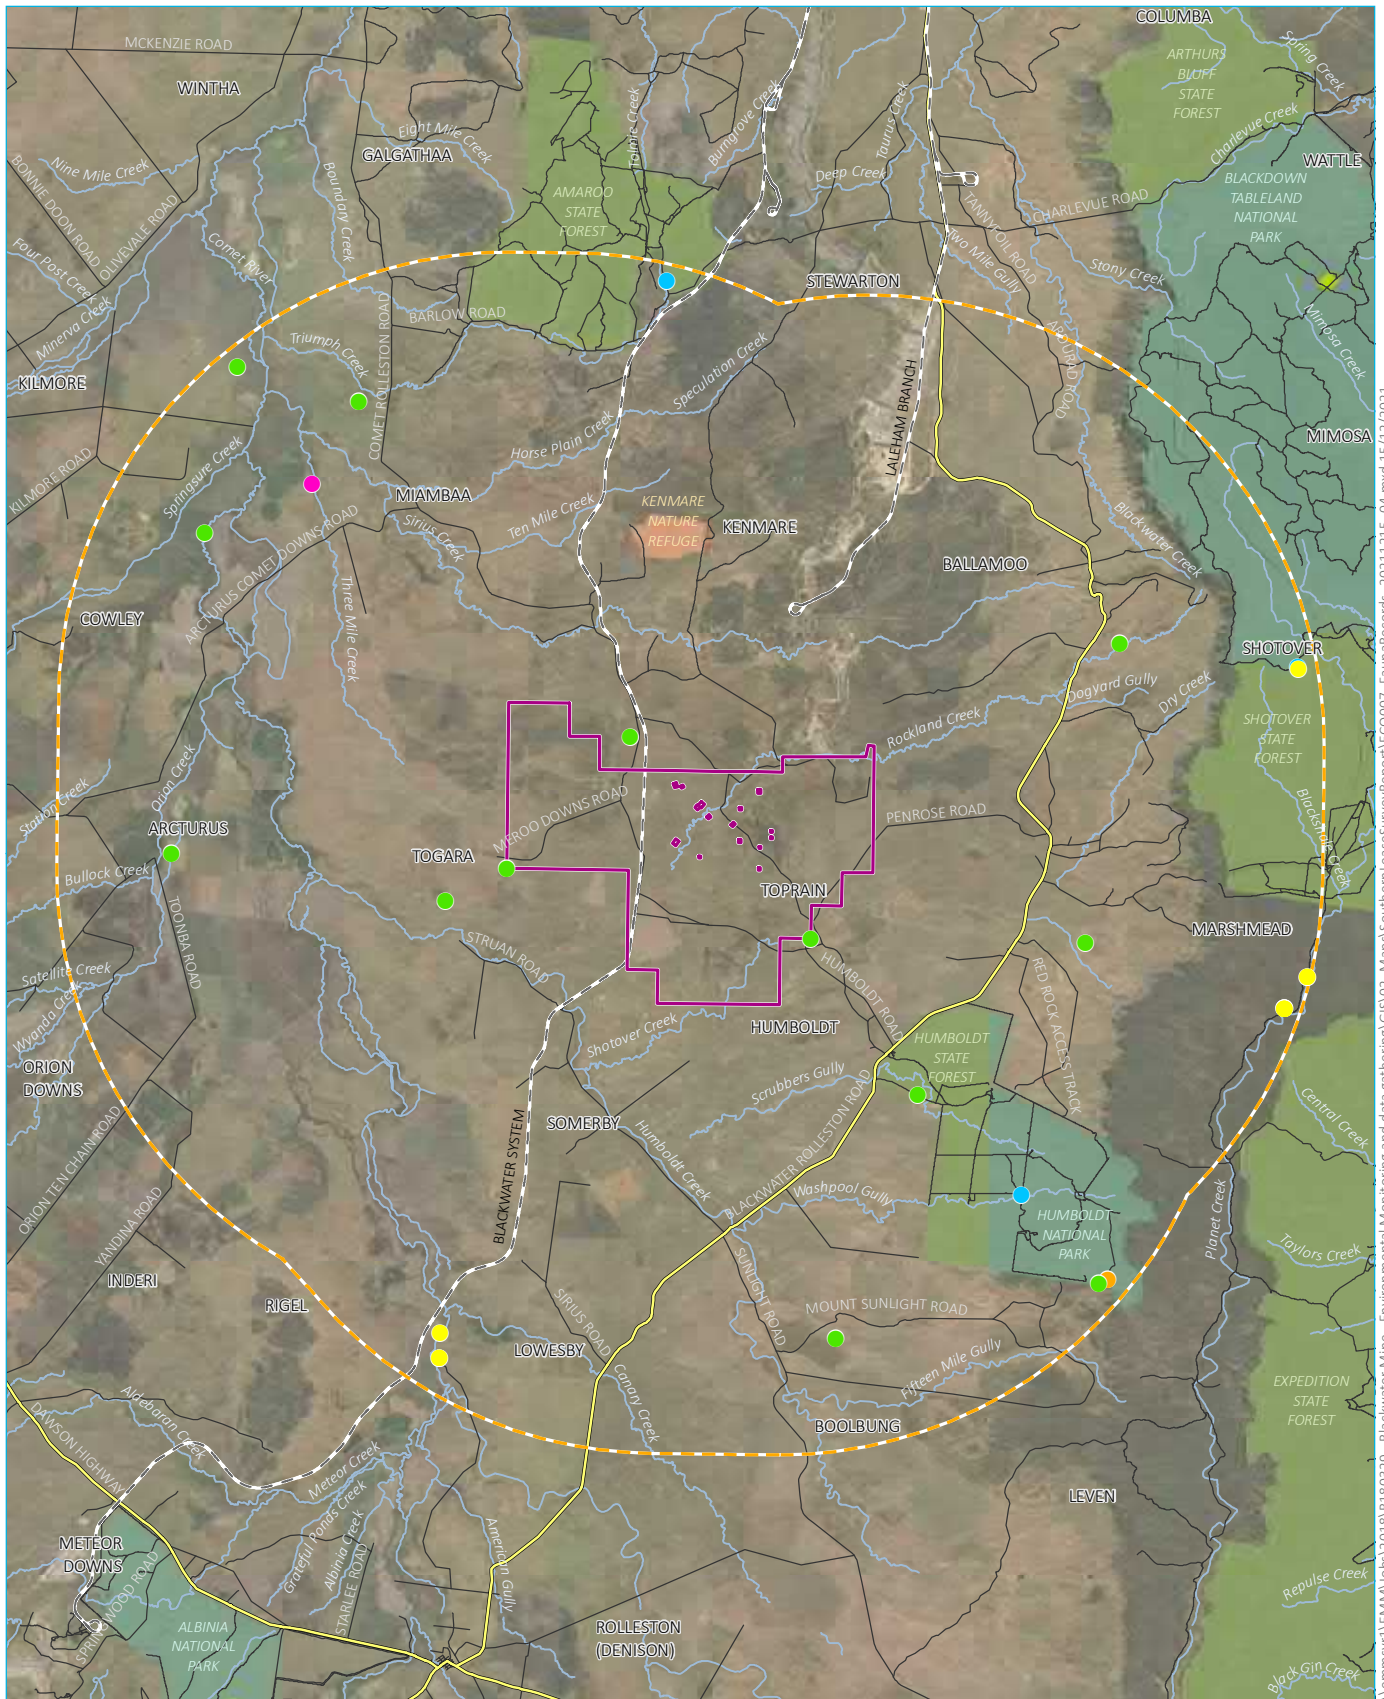 COLUMBA
MCKENZIE ROAD
ARTHURS
BLUFF
STATE
FOREST
Spring Creek
WINTHA
Tolmie Creek
Burngrove Creek
Taurus Creek
Charlevue Creek
Eight Mile Creek
GALGATHAA
WATTLE
Nine Mile Creek
BONNIE DOON ROAD
Boundary Creek
Deep Creek
BLACKDOWN
TABLELAND
NATIONAL
PARK
AMAROO
STATE
FOREST
OLIVEVALE ROAD
TANNYFOIL ROAD
CHARLEVUE ROAD
Four Post Creek
Comet River
Two Mile Gully
Stony Creek
STEWARTON
Minerva Creek
BARLOW ROAD
COMET ROLLESTON ROAD
Triumph Creek
ARDURAD ROAD
Mimosa Creek
KILMORE
Speculation Creek
LALEHAM BRANCH
MIMOSA
Horse Plain Creek
KILMORE ROAD
Springsure Creek
MIAMBAA
Ten Mile Creek
KENMARE
NATURE
REFUGE
KENMARE
Sirius Creek
Blackwater Creek
ARCTURUS COMET DOWNS ROAD
BALLAMOO
Three Mile Creek
COWLEY
SHOTOVER
Dogyard Gully
Dry Creek
Rockland Creek
SHOTOVER
STATE
FOREST
Orion Creek
Station Creek
MEROO DOWNS ROAD
PENROSE ROAD
Blackshale Creek
ARCTURUS
TOGARA
Bullock Creek
TOPRAIN
TOONBA ROAD
MARSHMEAD
STRUAN ROAD
Satellite Creek
HUMBOLDT ROAD
RED ROCK ACCESS TRACK
Wyanda Creek
Shotover Creek
HUMBOLDT
HUMBOLDT
STATE
FOREST
ORION
DOWNS
Scrubbers Gully
Central Creek
SOMERBY
BLACKWATER SYSTEM
Humboldt Creek
BLACKWATER ROLLESTON ROAD
ORION TEN CHAIN ROAD
Washpool Gully
YANDINA ROAD
HUMBOLDT
NATIONAL
PARK
Planet Creek
Taylors Creek
INDERI
SUNLIGHT ROAD
RIGEL
SIRIUS ROAD
MOUNT SUNLIGHT ROAD
LOWESBY
Fifteen Mile Gully
Canary Creek
EXPEDITION
STATE
FOREST
Aldebaran Creek
DAWSON HIGHWAY
BOOLBUNG
Meteor Creek
Grateful Ponds Creek
LEVEN
Albinia Creek
American Gully
METEOR
DOWNS
STARLEE ROAD
SPRINGWOOD ROAD
Repulse Creek
ALBINIA
NATIONAL
PARK
ROLLESTON
(DENISON)
Black Gin Creek